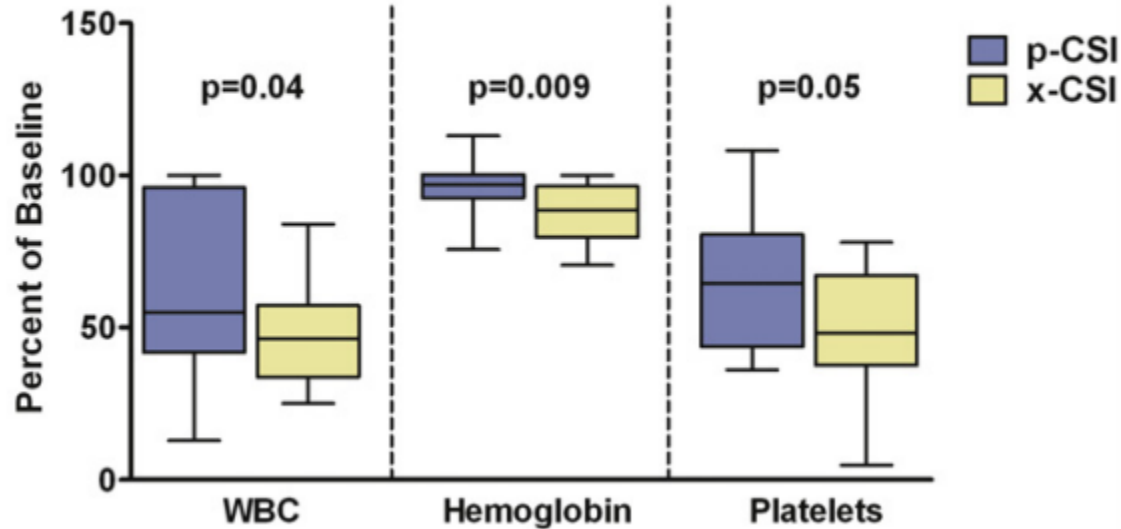 Percent of Baseline
150
100
50
0
p=0.04
p=0.009
p=0.05
p-CSI
x-CSI
WBC
Hemoglobin
Platelets